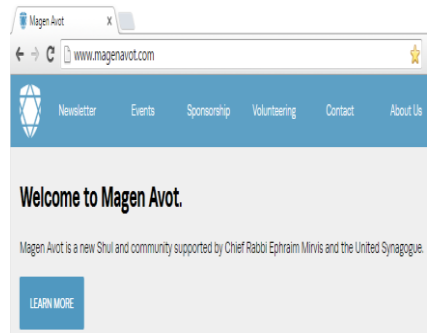 Magen Avot x
www.magenavot.com
Newsletter Events Sponsorship Volunteering Contact About Us
Welcome to Magen Avot.
Magen Avot is a new Shul and community supported by Chief Rabbi Ephraim Mirvis and the United Synagogue.
LEARN MORE